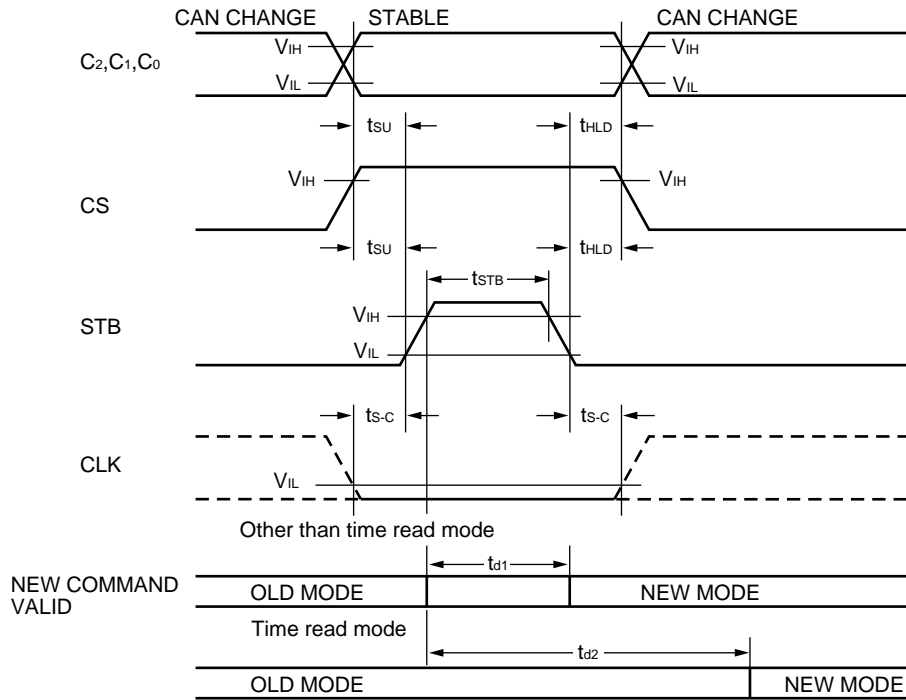 CAN CHANGE STABLE CAN CHANGE
C2,C1,C0
VIH VIH
VIL VIL
tSU tHLD
CS
VIH VIH
tSU tHLD
tSTB
STB
VIH
VIL
tS-C tS-C
CLK
VIL
Other than time read mode
td1
NEW COMMAND
VALID
OLD MODE NEW MODE
Time read mode
td2
OLD MODE NEW MODE